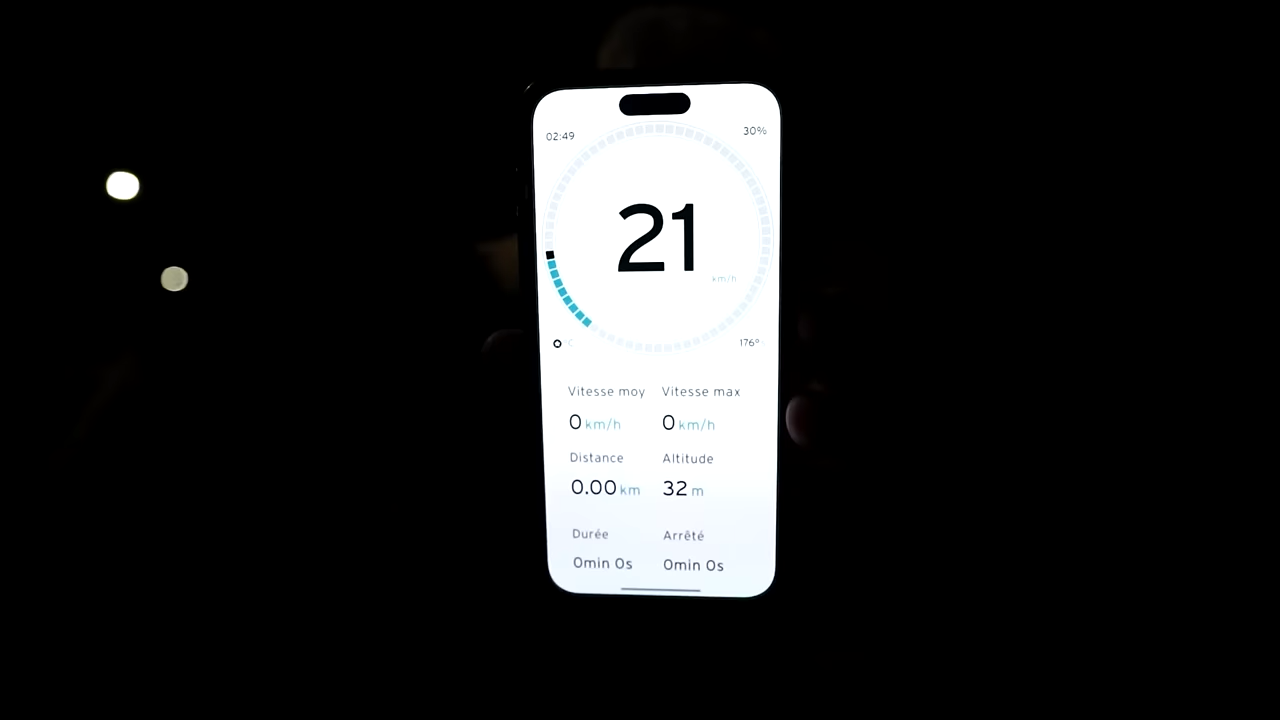 02:49 30%
21 km/h
°C 176°
Vitesse moy Vitesse max
0 km/h 0 km/h
Distance Altitude
0.00 km 32 m
Durée Arrêté
0min 0s 0min 0s